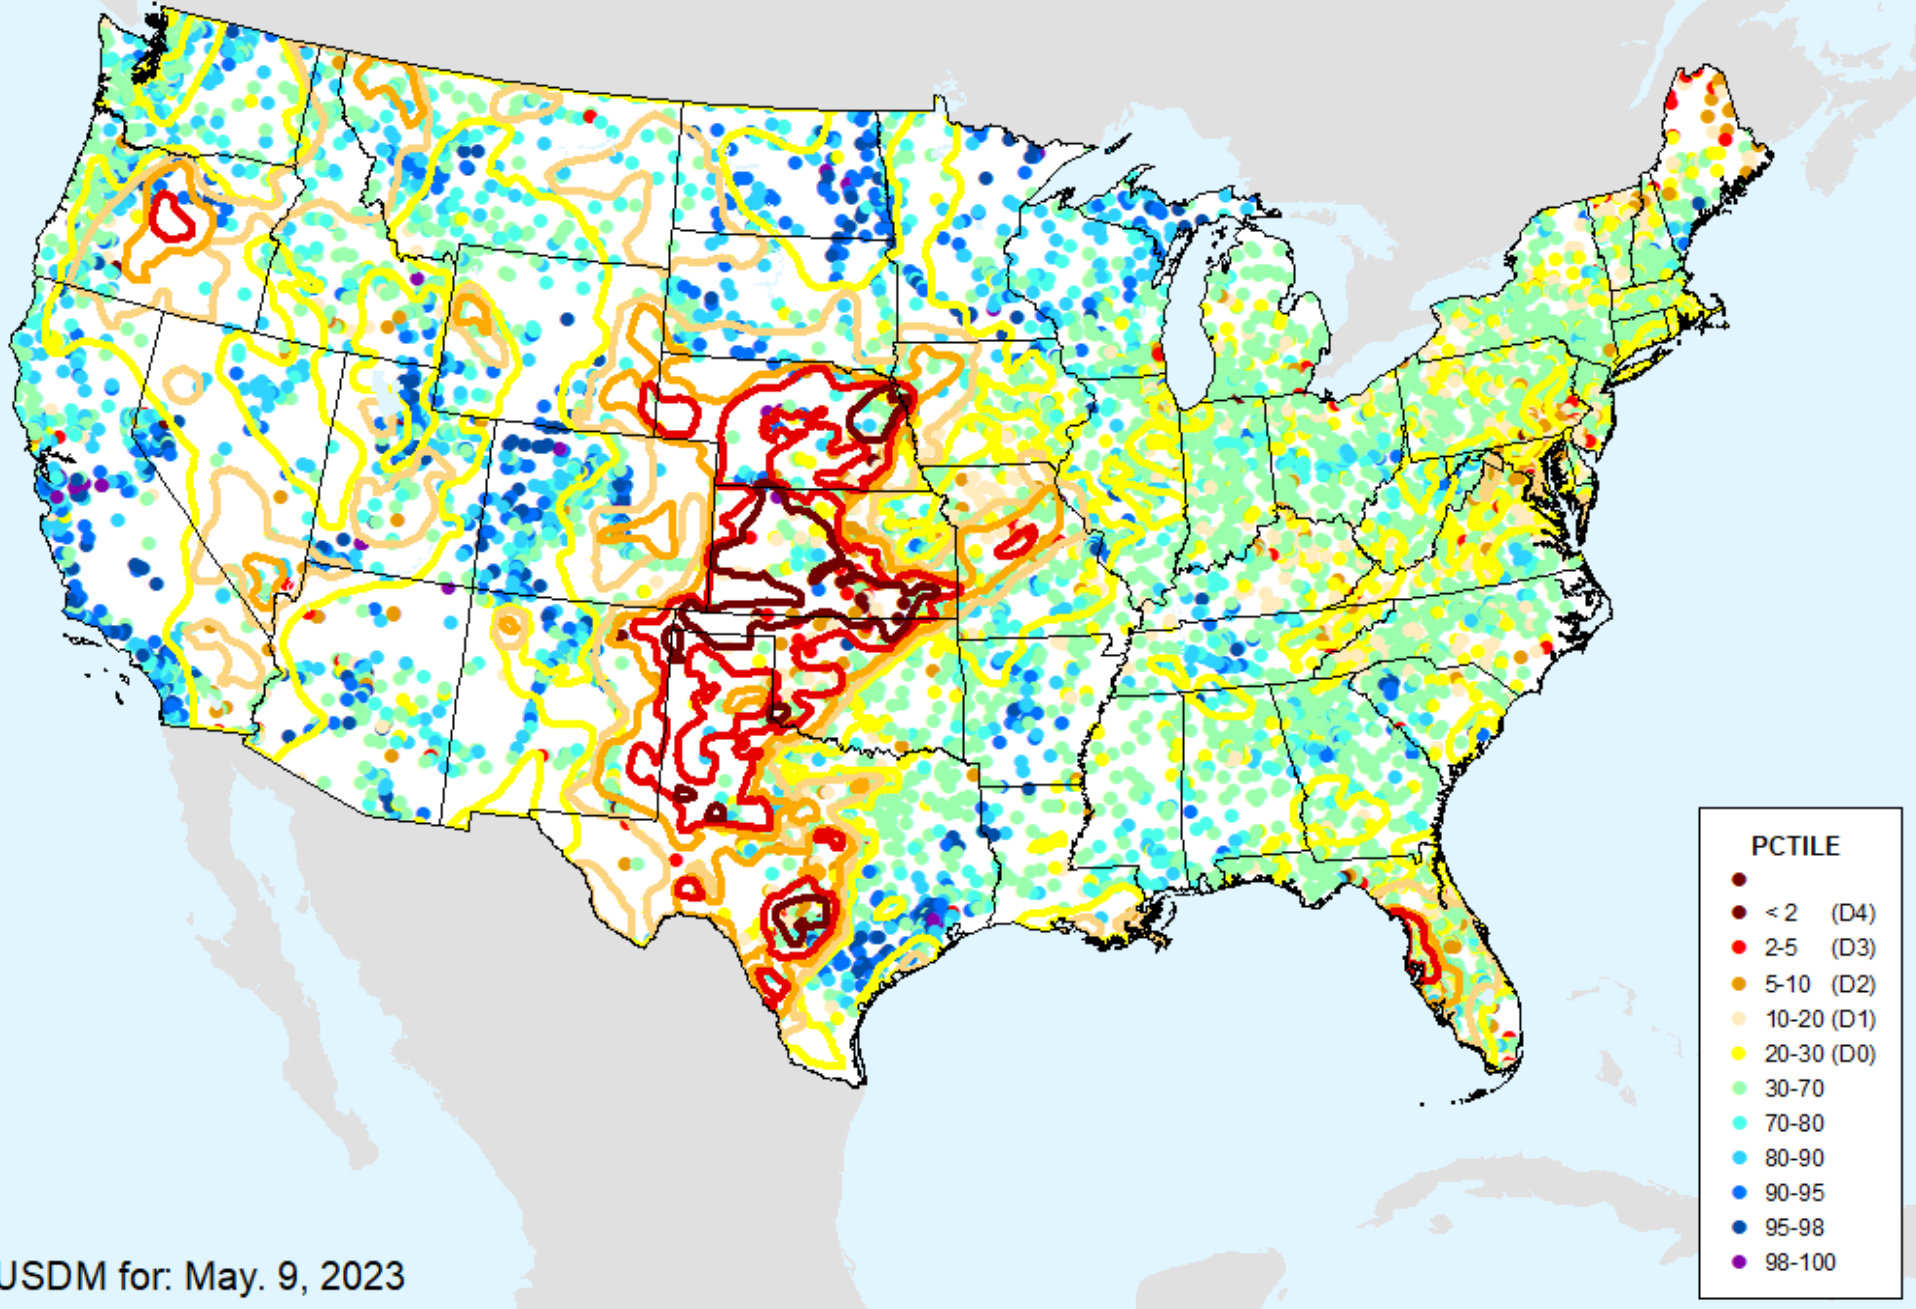 PCTILE
< 2 (D4)
2-5 (D3)
5-10 (D2)
10-20 (D1)
20-30 (D0)
30-70
70-80
80-90
90-95
95-98
98-100
USDM for: May. 9, 2023